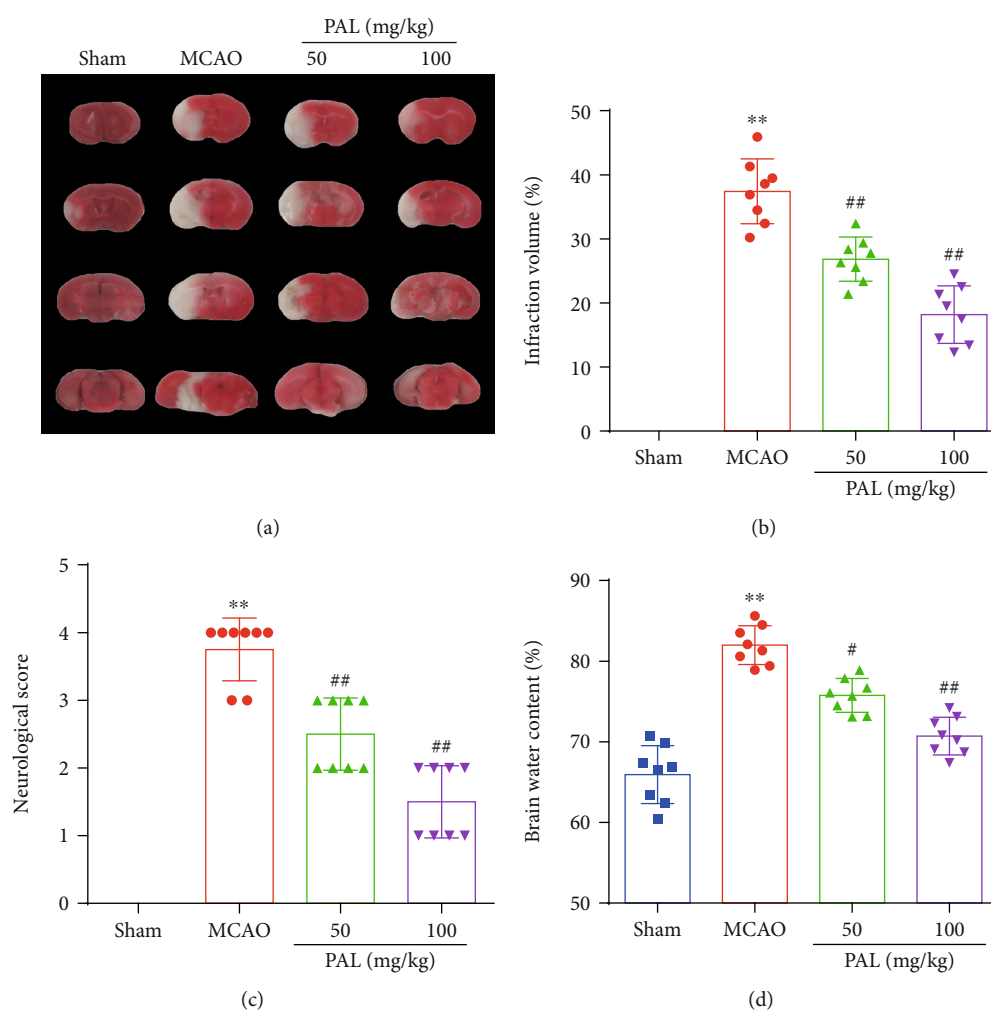 PAL (mg/kg)
Sham MCAO 50 100
(a)
Infraction volume (%)
50
40
30
20
10
0
**
##
##
Sham MCAO 50 100
PAL (mg/kg)
(b)
Neurological score
5
4
3
2
1
0
**
##
##
Sham MCAO 50 100
PAL (mg/kg)
(c)
Brain water content (%)
90
80
70
60
50
**
#
##
Sham MCAO 50 100
PAL (mg/kg)
(d)